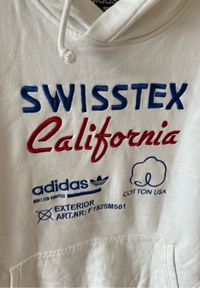 SWISSTEX
California
adidas
COTTON USA
EXTERIOR
ART.NR: F1825M501